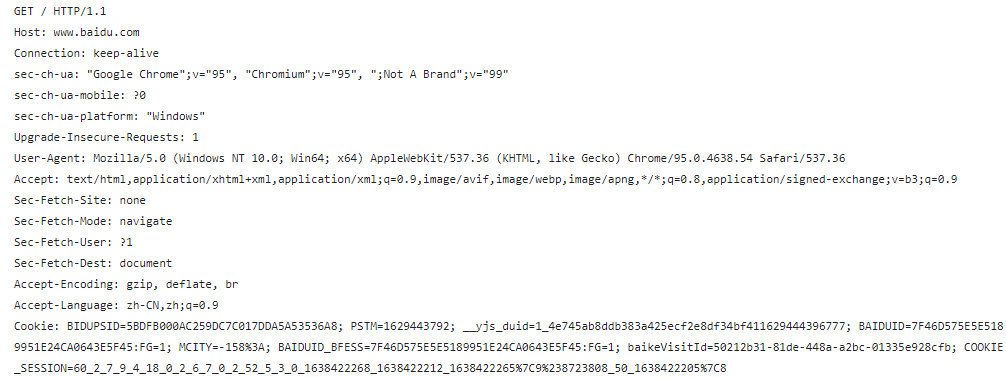 GET / HTTP/1.1
Host: www.baidu.com
Connection: keep-alive
sec-ch-ua: "Google Chrome";v="95", "Chromium";v="95", ";Not A Brand";v="99"
sec-ch-ua-mobile: ?0
sec-ch-ua-platform: "Windows"
Upgrade-Insecure-Requests: 1
User-Agent: Mozilla/5.0 (Windows NT 10.0; Win64; x64) AppleWebKit/537.36 (KHTML, like Gecko) Chrome/95.0.4638.54 Safari/537.36
Accept: text/html,application/xhtml+xml,application/xml;q=0.9,image/avif,image/webp,image/apng,*/*;q=0.8,application/signed-exchange;v=b3;q=0.9
Sec-Fetch-Site: none
Sec-Fetch-Mode: navigate
Sec-Fetch-User: ?1
Sec-Fetch-Dest: document
Accept-Encoding: gzip, deflate, br
Accept-Language: zh-CN,zh;q=0.9
Cookie: BIDUPSID=5BDFB000AC259DC7C017DDA5A53536A8; PSTM=1629443792; __yjs_duid=1_4e745ab8ddb383a425ecf2e8df34bf411629444396777; BAIDUID=7F46D575E5E518
9951E24CA0643E5F45:FG=1; MCITY=-158%3A; BAIDUID_BFESS=7F46D575E5E5189951E24CA0643E5F45:FG=1; baikeVisitId=50212b31-81de-448a-a2bc-01335e928cfb; COOKIE
_SESSION=60_2_7_9_4_18_0_2_6_7_0_2_52_5_3_0_1638422268_1638422212_1638422265%7C9%238723808_50_1638422205%7C8